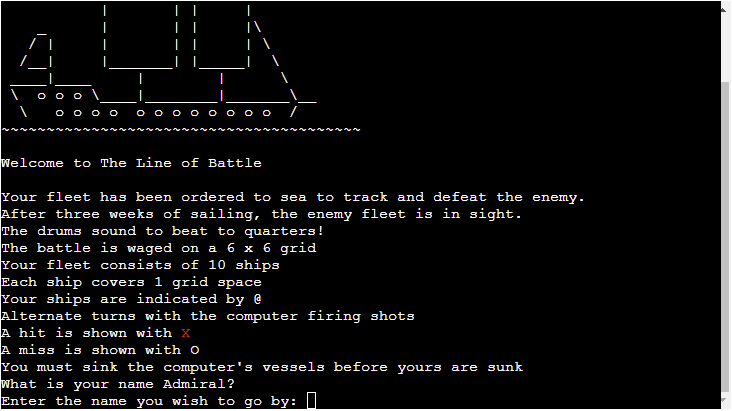 Welcome to The Line of Battle
Your fleet has been ordered to sea to track and defeat the enemy.
After three weeks of sailing, the enemy fleet is in sight.
The drums sound to beat to quarters!
The battle is waged on a 6 x 6 grid
Your fleet consists of 10 ships
Each ship covers 1 grid space
Your ships are indicated by @
Alternate turns with the computer firing shots
A hit is shown with X
A miss is shown with O
You must sink the computer's vessels before yours are sunk
What is your name Admiral?
Enter the name you wish to go by: